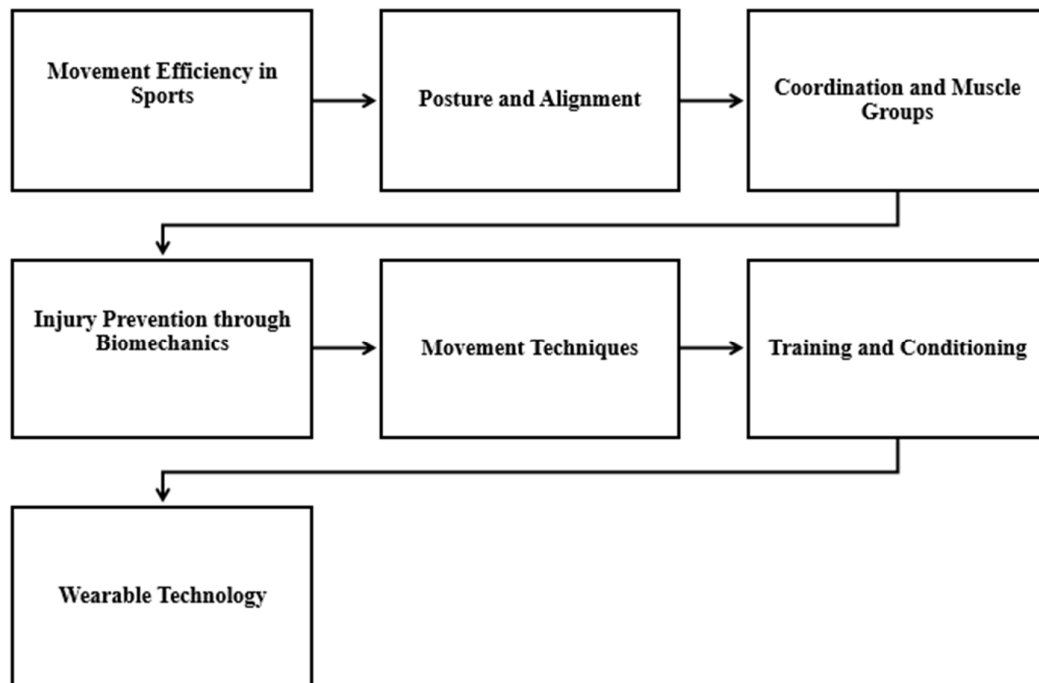 Movement Efficiency in
Sports
Posture and Alignment
Coordination and Muscle
Groups
Injury Prevention through
Biomechanics
Movement Techniques
Training and Conditioning
Wearable Technology